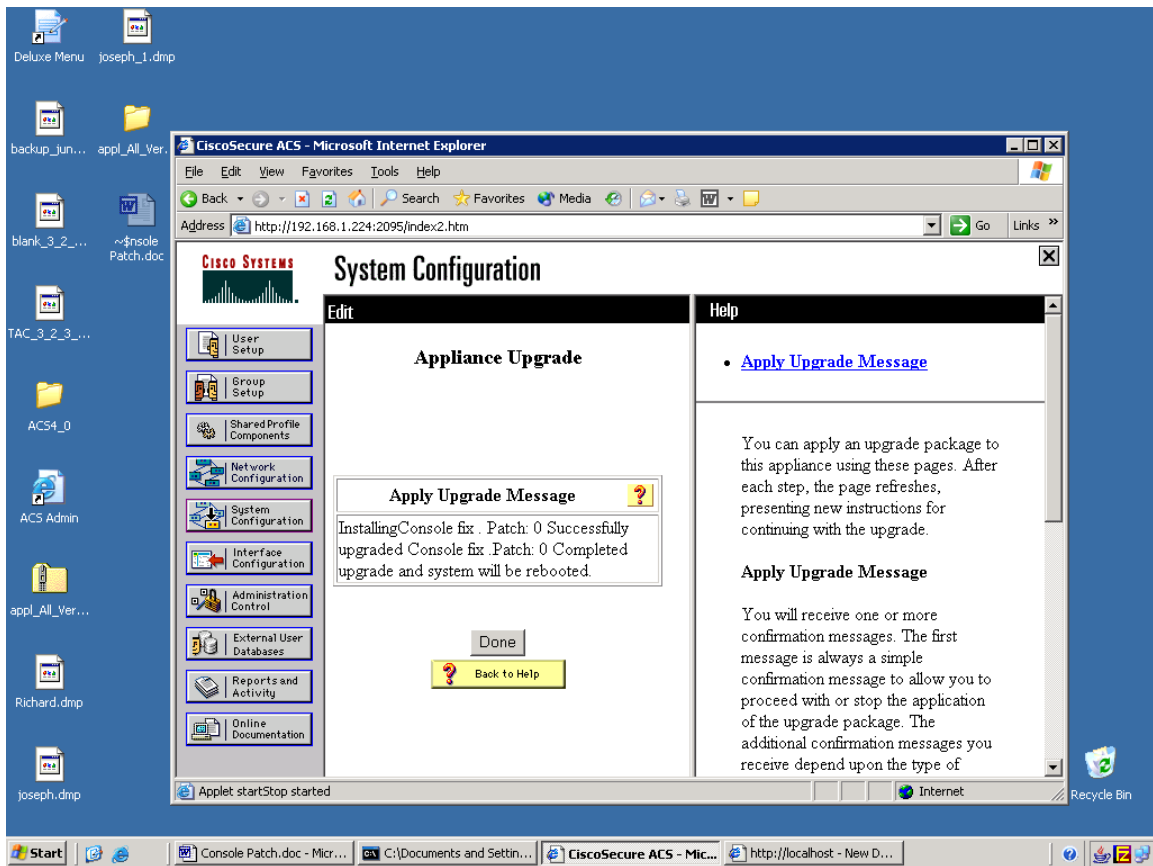 Deluxe Menu
joseph_1.dmp
backup_jun...
appl_All_Ver.
blank_3_2_...
~$nsole
Patch.doc
TAC_3_2_3_...
ACS4_0
ACS Admin
appl_All_Ver...
Richard.dmp
joseph.dmp
CiscoSecure ACS - Microsoft Internet Explorer
File Edit View Favorites Tools Help
Back Search Favorites Media
Address http://192.168.1.224:2095/index2.htm Go Links »
CISCO SYSTEMS
System Configuration
User
Setup
Group
Setup
Shared Profile
Components
Network
Configuration
System
Configuration
Interface
Configuration
Administration
Control
External User
Databases
Reports and
Activity
Online
Documentation
Edit
Appliance Upgrade
Apply Upgrade Message ?
InstallingConsole fix . Patch: 0 Successfully
upgraded Console fix .Patch: 0 Completed
upgrade and system will be rebooted.
Done
? Back to Help
Help
• Apply Upgrade Message
You can apply an upgrade package to
this appliance using these pages. After
each step, the page refreshes,
presenting new instructions for
continuing with the upgrade.
Apply Upgrade Message
You will receive one or more
confirmation messages. The first
message is always a simple
confirmation message to allow you to
proceed with or stop the application
of the upgrade package. The
additional confirmation messages you
receive depend upon the type of
Applet startStop started
Internet
Recycle Bin
Start
Console Patch.doc - Micr...
C:\Documents and Settin...
CiscoSecure ACS - Mic...
http://localhost - New D...